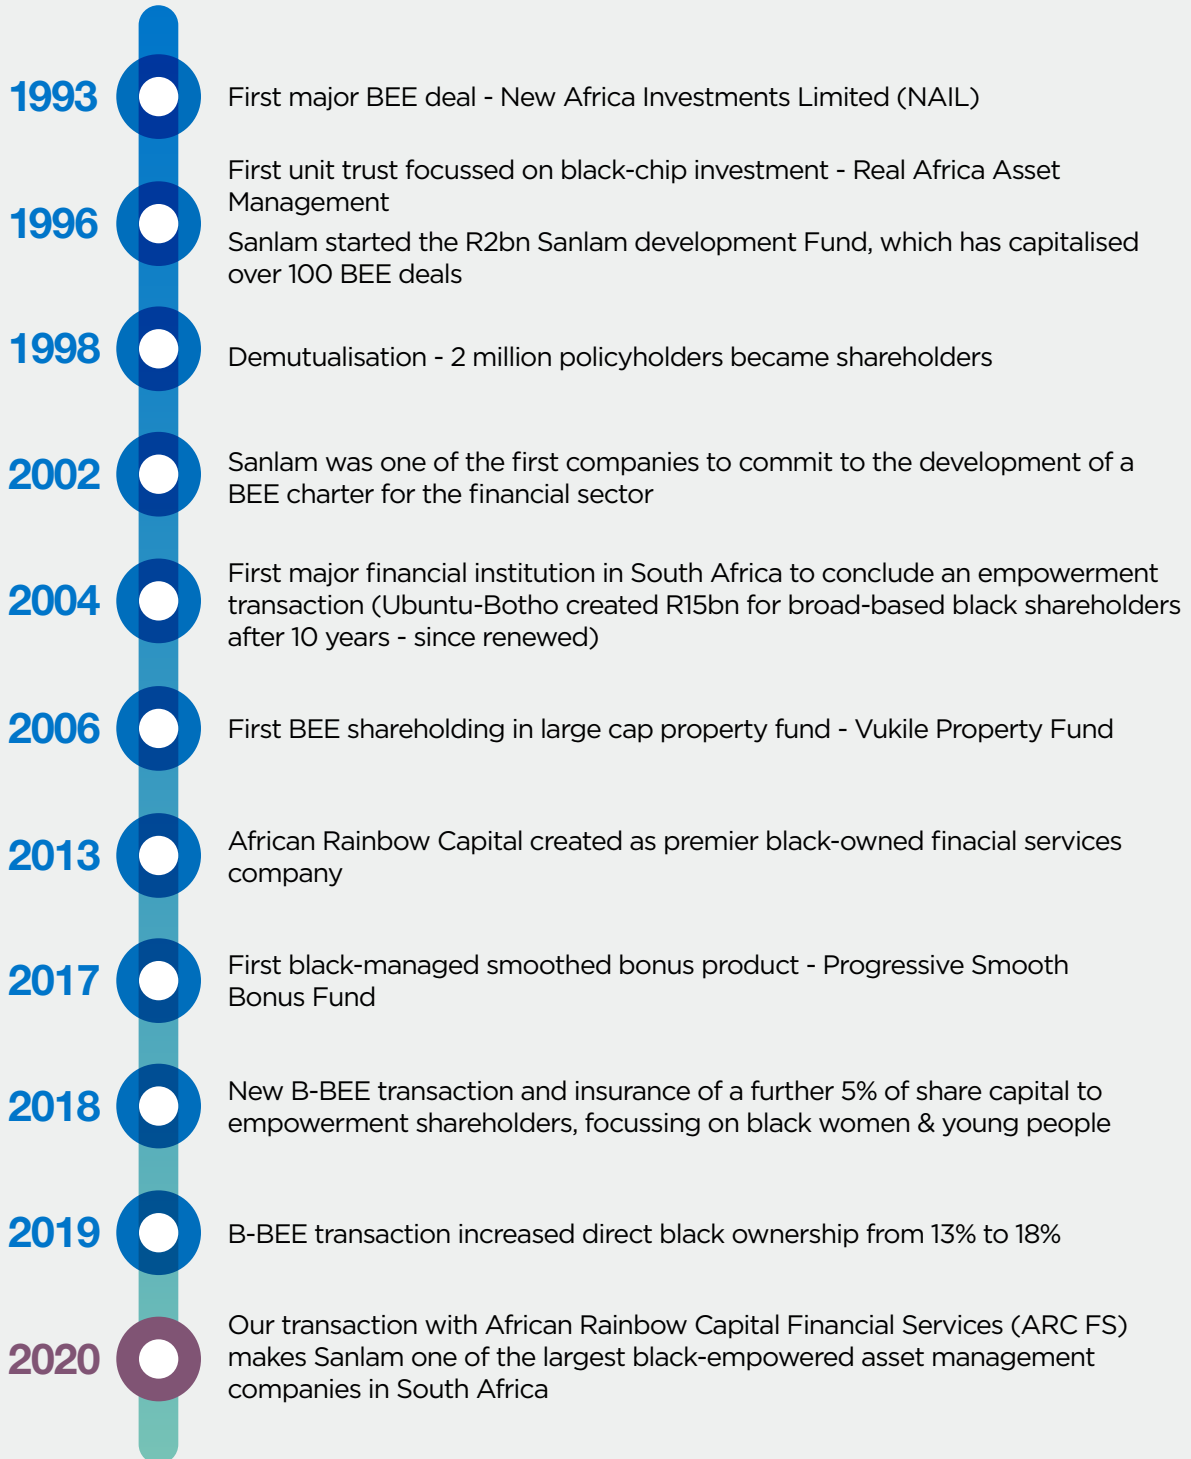 1993
First major BEE deal - New Africa Investments Limited (NAIL)
1996
First unit trust focussed on black-chip investment - Real Africa Asset
Management
Sanlam started the R2bn Sanlam development Fund, which has capitalised
over 100 BEE deals
1998
Demutualisation - 2 million policyholders became shareholders
2002
Sanlam was one of the first companies to commit to the development of a
BEE charter for the financial sector
2004
First major financial institution in South Africa to conclude an empowerment
transaction (Ubuntu-Botho created R15bn for broad-based black shareholders
after 10 years - since renewed)
2006
First BEE shareholding in large cap property fund - Vukile Property Fund
2013
African Rainbow Capital created as premier black-owned finacial services
company
2017
First black-managed smoothed bonus product - Progressive Smooth
Bonus Fund
2018
New B-BEE transaction and insurance of a further 5% of share capital to
empowerment shareholders, focussing on black women & young people
2019
B-BEE transaction increased direct black ownership from 13% to 18%
2020
Our transaction with African Rainbow Capital Financial Services (ARC FS)
makes Sanlam one of the largest black-empowered asset management
companies in South Africa